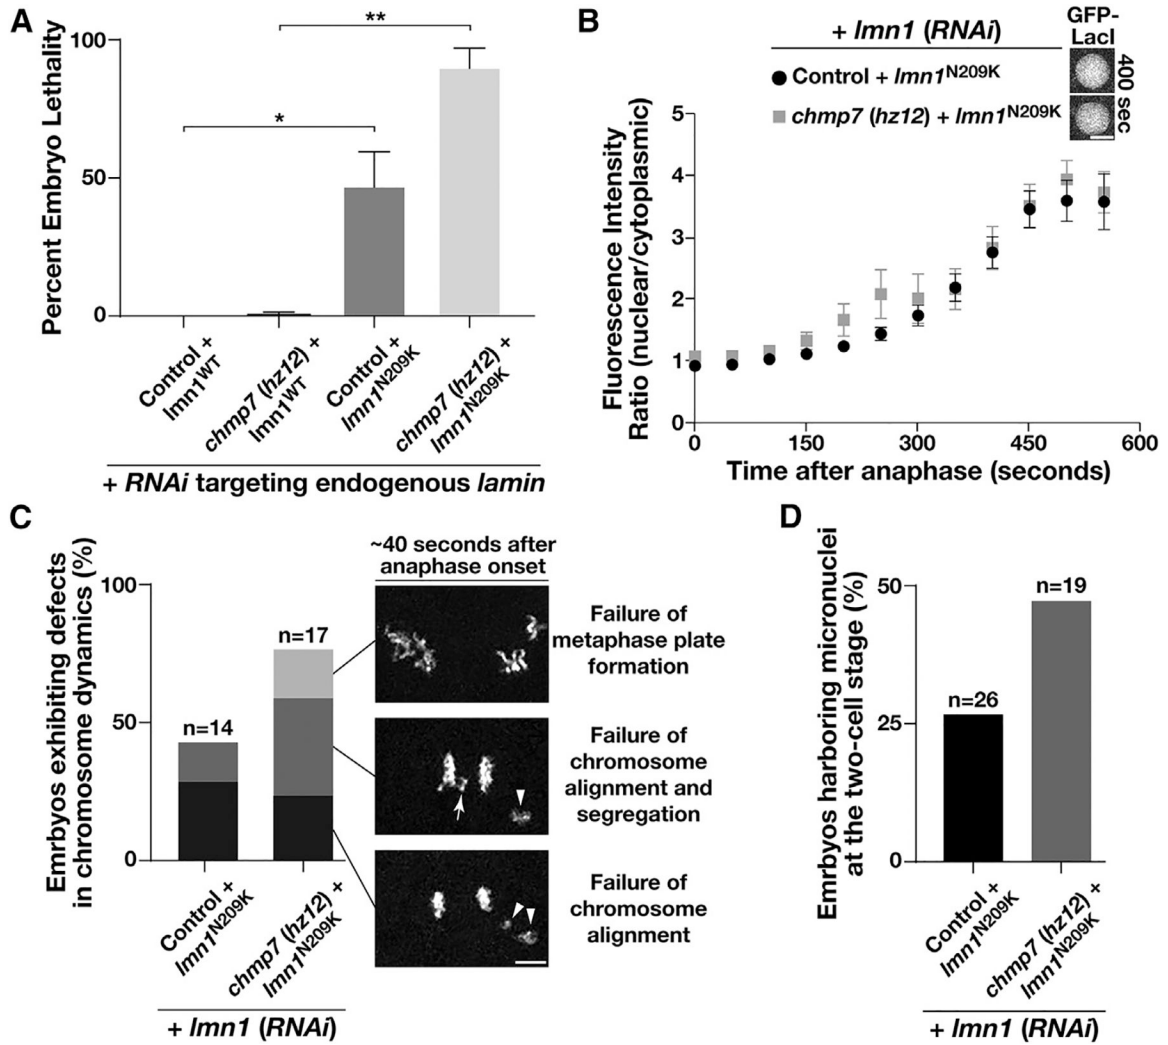 A
**
100
*
50
0
Percent Embryo Lethality
Control +
lmn1WT
chmp7 (hz12) +
lmn1WT
Control +
lmn1N209K
chmp7 (hz12) +
lmn1N209K
+ RNAi targeting endogenous lamin
B
+ lmn1 (RNAi)
GFP-
LacI
400 sec
Control + lmn1N209K
chmp7 (hz12) + lmn1N209K
5
4
3
2
1
0
Fluorescence Intensity
Ratio (nuclear/cytoplasmic)
0 150 300 450 600
Time after anaphase (seconds)
C
Emrbyos exhibiting defects
in chromosome dynamics (%)
100
50
0
n=14
n=17
Control +
lmn1N209K
chmp7 (hz12) +
lmn1N209K
+ lmn1 (RNAi)
~40 seconds after
anaphase onset
Failure of
metaphase plate
formation
Failure of
chromosome
alignment and
segregation
Failure of
chromosome
alignment
D
Emrbyos harboring micronuclei
at the two-cell stage (%)
50
25
0
n=26
n=19
Control +
lmn1N209K
chmp7 (hz12) +
lmn1N209K
+ lmn1 (RNAi)